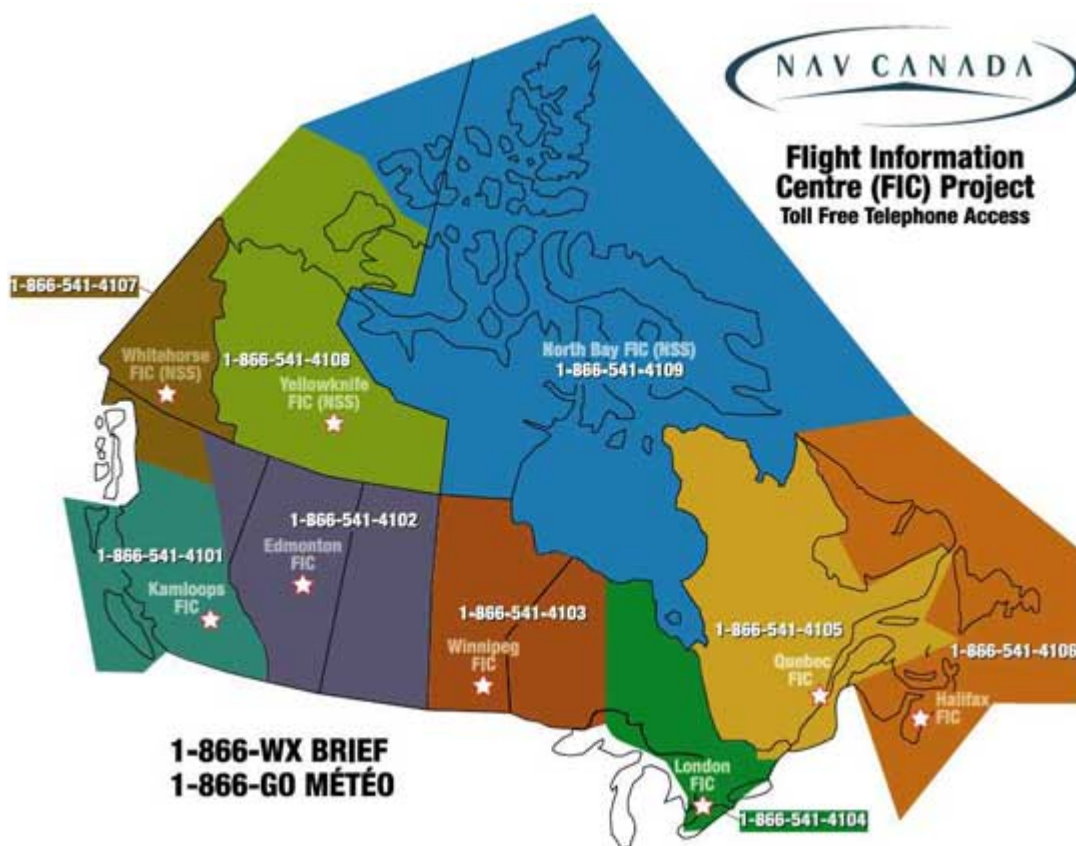 NAV CANADA
Flight Information
Centre (FIC) Project
Toll Free Telephone Access
1-866-541-4107
Whitehorse
FIC (NSS)
1-866-541-4108
Yellowknife
FIC (NSS)
North Bay FIC (NSS)
1-866-541-4109
1-866-541-4101
Kamloops
FIC
1-866-541-4102
Edmonton
FIC
1-866-541-4103
Winnipeg
FIC
1-866-541-4105
Quebec
FIC
1-866-541-4106
Halifax
FIC
1-866-WX BRIEF
1-866-GO MÉTÉO
London
FIC
1-866-541-4104